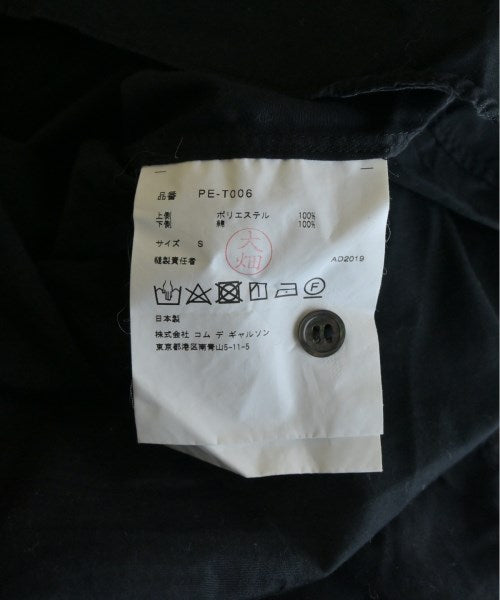 品番 PE-T006
上側 ポリエステル 100%
下側 綿 100%
サイズ S
大畑
縫製責任者 AD2019
F
日本製
株式会社 コム デ ギャルソン
東京都港区南青山5-11-5